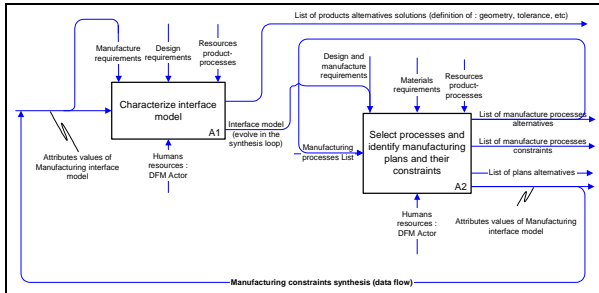 List of products alternatives solutions (definition of : geometry, tolerance, etc)
Manufacture
requirements
Design
requirements
Resources
product-
processes
Characterize interface
model
A1
Attributes values of
Manufacturing interface
model
Humans
resources :
DFM Actor
Interface model
(evolve in the
synthesis loop)
Design and
manufacture
requirements
Materials
requirements
Resources
product-
processes
Manufacturing
processes List
Select processes and
identify manufacturing
plans and their
constraints
A2
List of manufacture processes
alternatives
List of manufacture processes
constraints
List of plans alternatives
Attributes values of Manufacturing
interface model
Humans
resources :
DFM Actor
Manufacturing constraints synthesis (data flow)